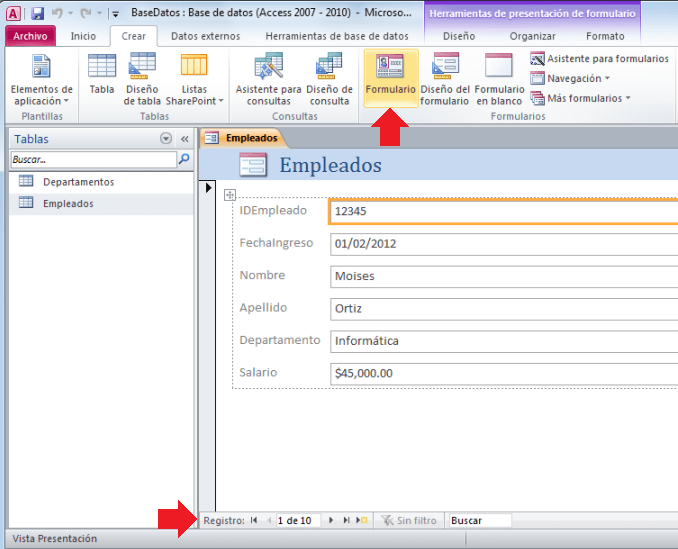 BaseDatos : Base de datos (Access 2007 - 2010) - Microso...
Herramientas de presentación de formulario
Archivo Inicio Crear Datos externos Herramientas de base de datos Diseño Organizar Formato
Elementos de aplicación
Plantillas
Tabla
Diseño de tabla
Listas SharePoint
Tablas
Asistente para consultas
Diseño de consulta
Consultas
Formulario
Diseño del formulario
Formulario en blanco
Asistente para formularios
Navegación
Más formularios
Formularios
Tablas
Buscar...
Departamentos
Empleados
Empleados
Empleados
IDEmpleado 12345
FechaIngreso 01/02/2012
Nombre Moises
Apellido Ortiz
Departamento Informática
Salario $45,000.00
Registro: 1 de 10 Sin filtro Buscar
Vista Presentación